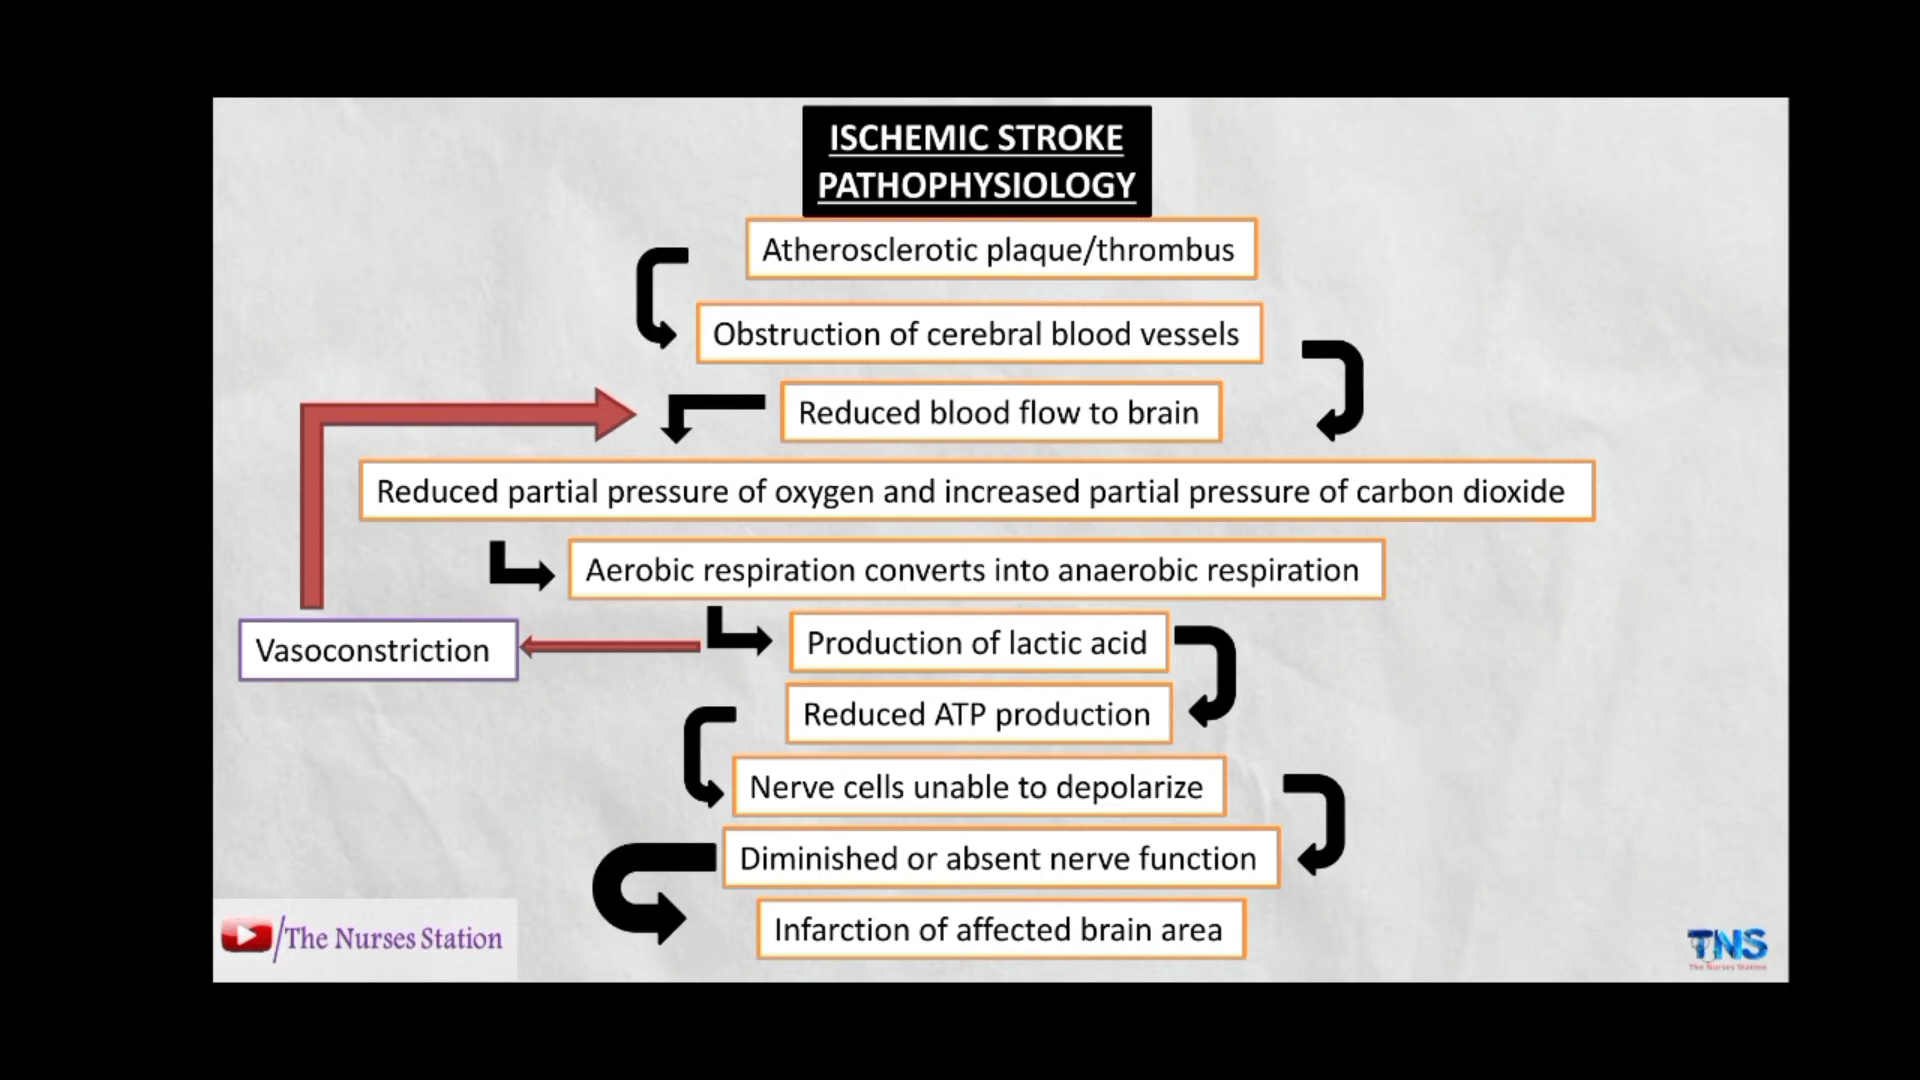 ISCHEMIC STROKE
PATHOPHYSIOLOGY
Atherosclerotic plaque/thrombus
Obstruction of cerebral blood vessels
Reduced blood flow to brain
Reduced partial pressure of oxygen and increased partial pressure of carbon dioxide
Aerobic respiration converts into anaerobic respiration
Production of lactic acid
Vasoconstriction
Reduced ATP production
Nerve cells unable to depolarize
Diminished or absent nerve function
Infarction of affected brain area
/The Nurses Station
TNS
The Nurses Station